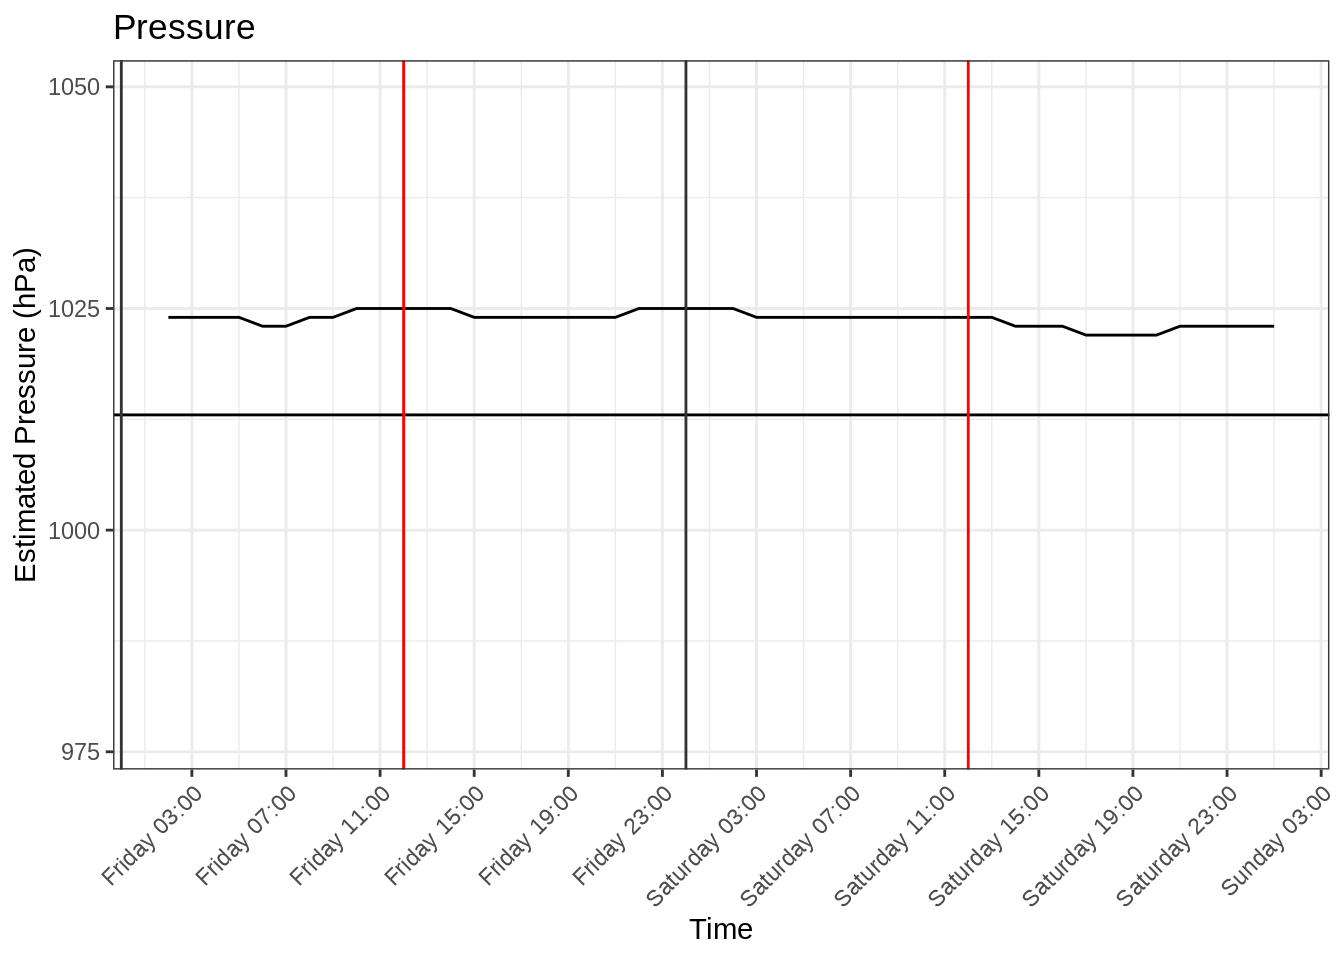 Pressure
Estimated Pressure (hPa)
1050
1025
1000
975
Friday 03:00
Friday 07:00
Friday 11:00
Friday 15:00
Friday 19:00
Friday 23:00
Saturday 03:00
Saturday 07:00
Saturday 11:00
Saturday 15:00
Saturday 19:00
Saturday 23:00
Sunday 03:00
Time